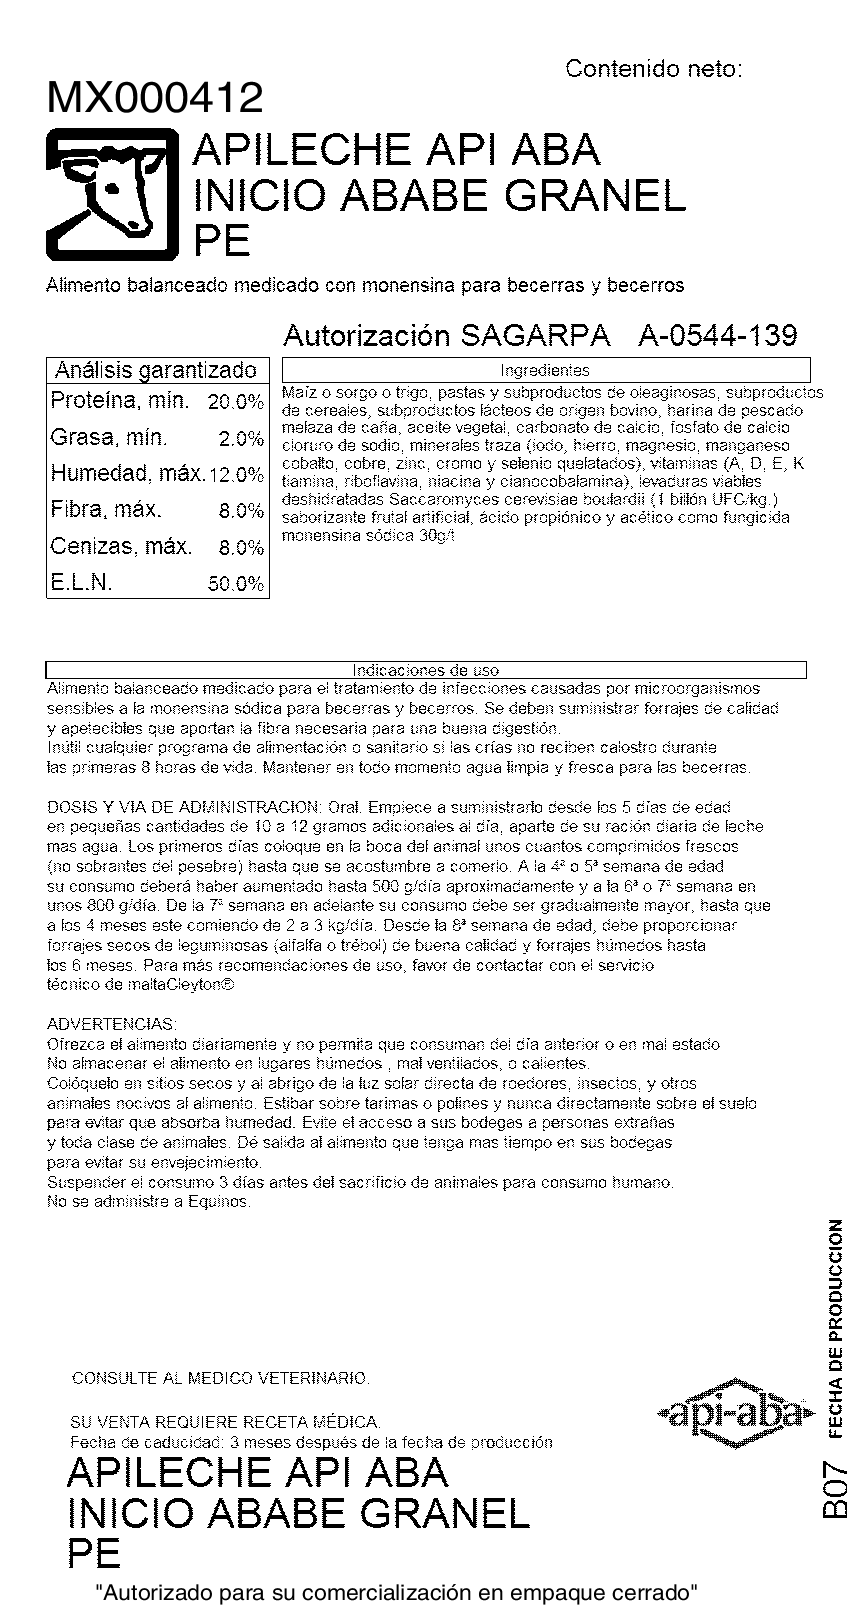 Contenido neto:
MX000412
APILECHE API ABA
INICIO ABABE GRANEL
PE
Alimento balanceado medicado con monensina para becerras y becerros
Autorización SAGARPA A-0544-139
Análisis garantizado
Proteína, mín. 20.0%
Grasa, mín. 2.0%
Humedad, máx. 12.0%
Fibra, máx. 8.0%
Cenizas, máx. 8.0%
E.L.N. 50.0%
Ingredientes
Maíz o sorgo o trigo, pastas y subproductos de oleaginosas, subproductos
de cereales, subproductos lácteos de origen bovino, harina de pescado
melaza de caña, aceite vegetal, carbonato de calcio, fosfato de calcio
cloruro de sodio, minerales traza (iodo, hierro, magnesio, manganeso
cobalto, cobre, zinc, cromo y selenio quelatados), vitaminas (A, D, E, K
tiamina, riboflavina, niacina y cianocobalamina), levaduras viables
deshidratadas Saccaromyces cerevisiae boulardii (1 billón UFC/kg.)
saborizante frutal artificial, ácido propiónico y acético como fungicida
monensina sódica 30g/t
Indicaciones de uso
Alimento balanceado medicado para el tratamiento de infecciones causadas por microorganismos
sensibles a la monensina sódica para becerras y becerros. Se deben suministrar forrajes de calidad
y apetecibles que aportan la fibra necesaria para una buena digestión.
Inútil cualquier programa de alimentación o sanitario si las crías no reciben calostro durante
las primeras 8 horas de vida. Mantener en todo momento agua limpia y fresca para las becerras.
DOSIS Y VIA DE ADMINISTRACION: Oral. Empiece a suministrarlo desde los 5 días de edad
en pequeñas cantidades de 10 a 12 gramos adicionales al día, aparte de su ración diaria de leche
mas agua. Los primeros días coloque en la boca del animal unos cuantos comprimidos frescos
(no sobrantes del pesebre) hasta que se acostumbre a comerlo. A la 4ª o 5ª semana de edad
su consumo deberá haber aumentado hasta 500 g/día aproximadamente y a la 6ª o 7ª semana en
unos 800 g/día. De la 7ª semana en adelante su consumo debe ser gradualmente mayor, hasta que
a los 4 meses este comiendo de 2 a 3 kg/día. Desde la 8ª semana de edad, debe proporcionar
forrajes secos de leguminosas (alfalfa o trébol) de buena calidad y forrajes húmedos hasta
los 6 meses. Para más recomendaciones de uso, favor de contactar con el servicio
técnico de maltaCleyton®
ADVERTENCIAS:
Ofrezca el alimento diariamente y no permita que consuman del día anterior o en mal estado
No almacenar el alimento en lugares húmedos , mal ventilados, o calientes.
Colóquelo en sitios secos y al abrigo de la luz solar directa de roedores, insectos, y otros
animales nocivos al alimento. Estibar sobre tarimas o polines y nunca directamente sobre el suelo
para evitar que absorba humedad. Evite el acceso a sus bodegas a personas extrañas
y toda clase de animales. Dé salida al alimento que tenga mas tiempo en sus bodegas
para evitar su envejecimiento.
Suspender el consumo 3 días antes del sacrificio de animales para consumo humano.
No se administre a Equinos.
FECHA DE PRODUCCION
B07
CONSULTE AL MEDICO VETERINARIO.
api-aba
SU VENTA REQUIERE RECETA MÉDICA.
Fecha de caducidad: 3 meses después de la fecha de producción
APILECHE API ABA
INICIO ABABE GRANEL
PE
"Autorizado para su comercialización en empaque cerrado"